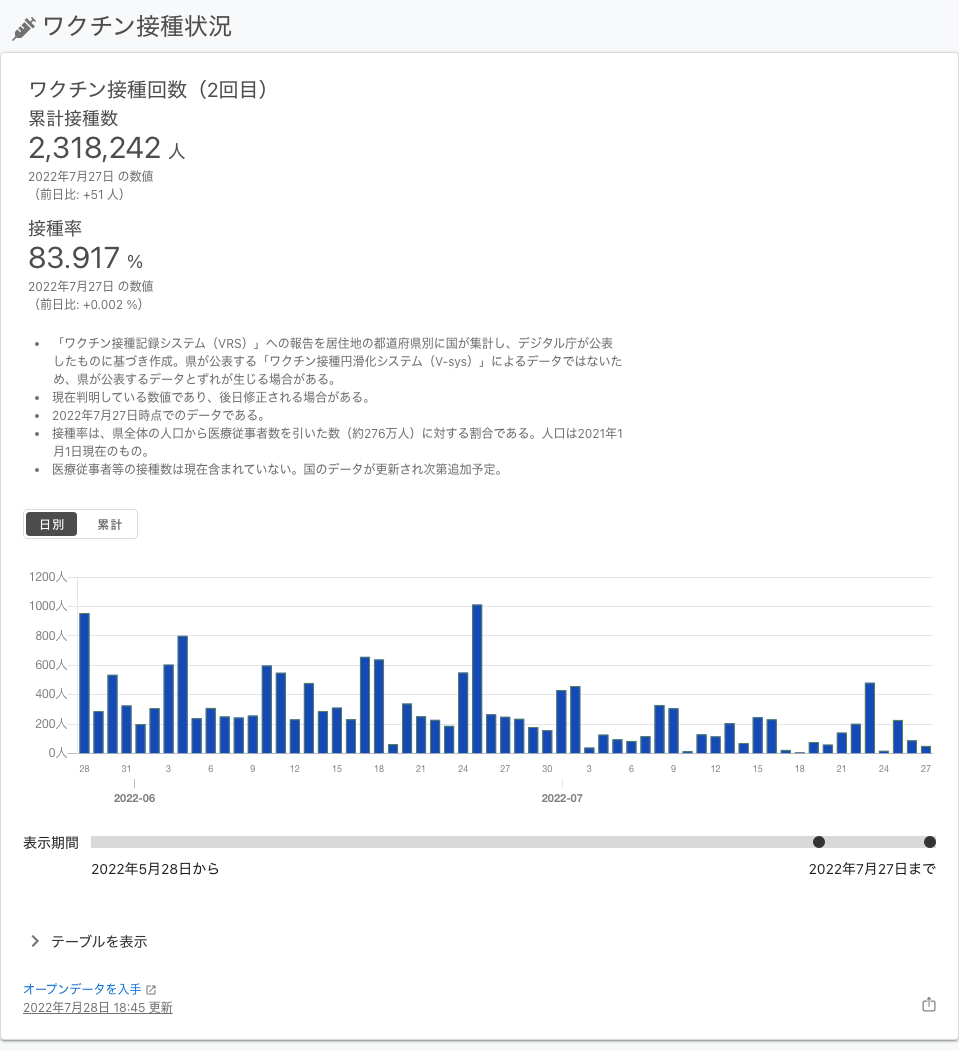 ワクチン接種状況
ワクチン接種回数（2回目）
累計接種数
2,318,242 人
2022年7月27日 の数値
（前日比: +51 人）
接種率
83.917 %
2022年7月27日 の数値
（前日比: +0.002 %）
• 「ワクチン接種記録システム（VRS）」への報告を居住地の都道府県別に国が集計し、デジタル庁が公表
したものに基づき作成。県が公表する「ワクチン接種円滑化システム（V-sys）」によるデータではないた
め、県が公表するデータとずれが生じる場合がある。
• 現在判明している数値であり、後日修正される場合がある。
• 2022年7月27日時点でのデータである。
• 接種率は、県全体の人口から医療従事者数を引いた数（約276万人）に対する割合である。人口は2021年1
月1日現在のもの。
• 医療従事者等の接種数は現在含まれていない。国のデータが更新され次第追加予定。
日別 累計
1200人
1000人
800人
600人
400人
200人
0人
28 31 3 6 9 12 15 18 21 24 27 30 3 6 9 12 15 18 21 24 27
2022-06 2022-07
表示期間
2022年5月28日から 2022年7月27日まで
テーブルを表示
オープンデータを入手
2022年7月28日 18:45 更新